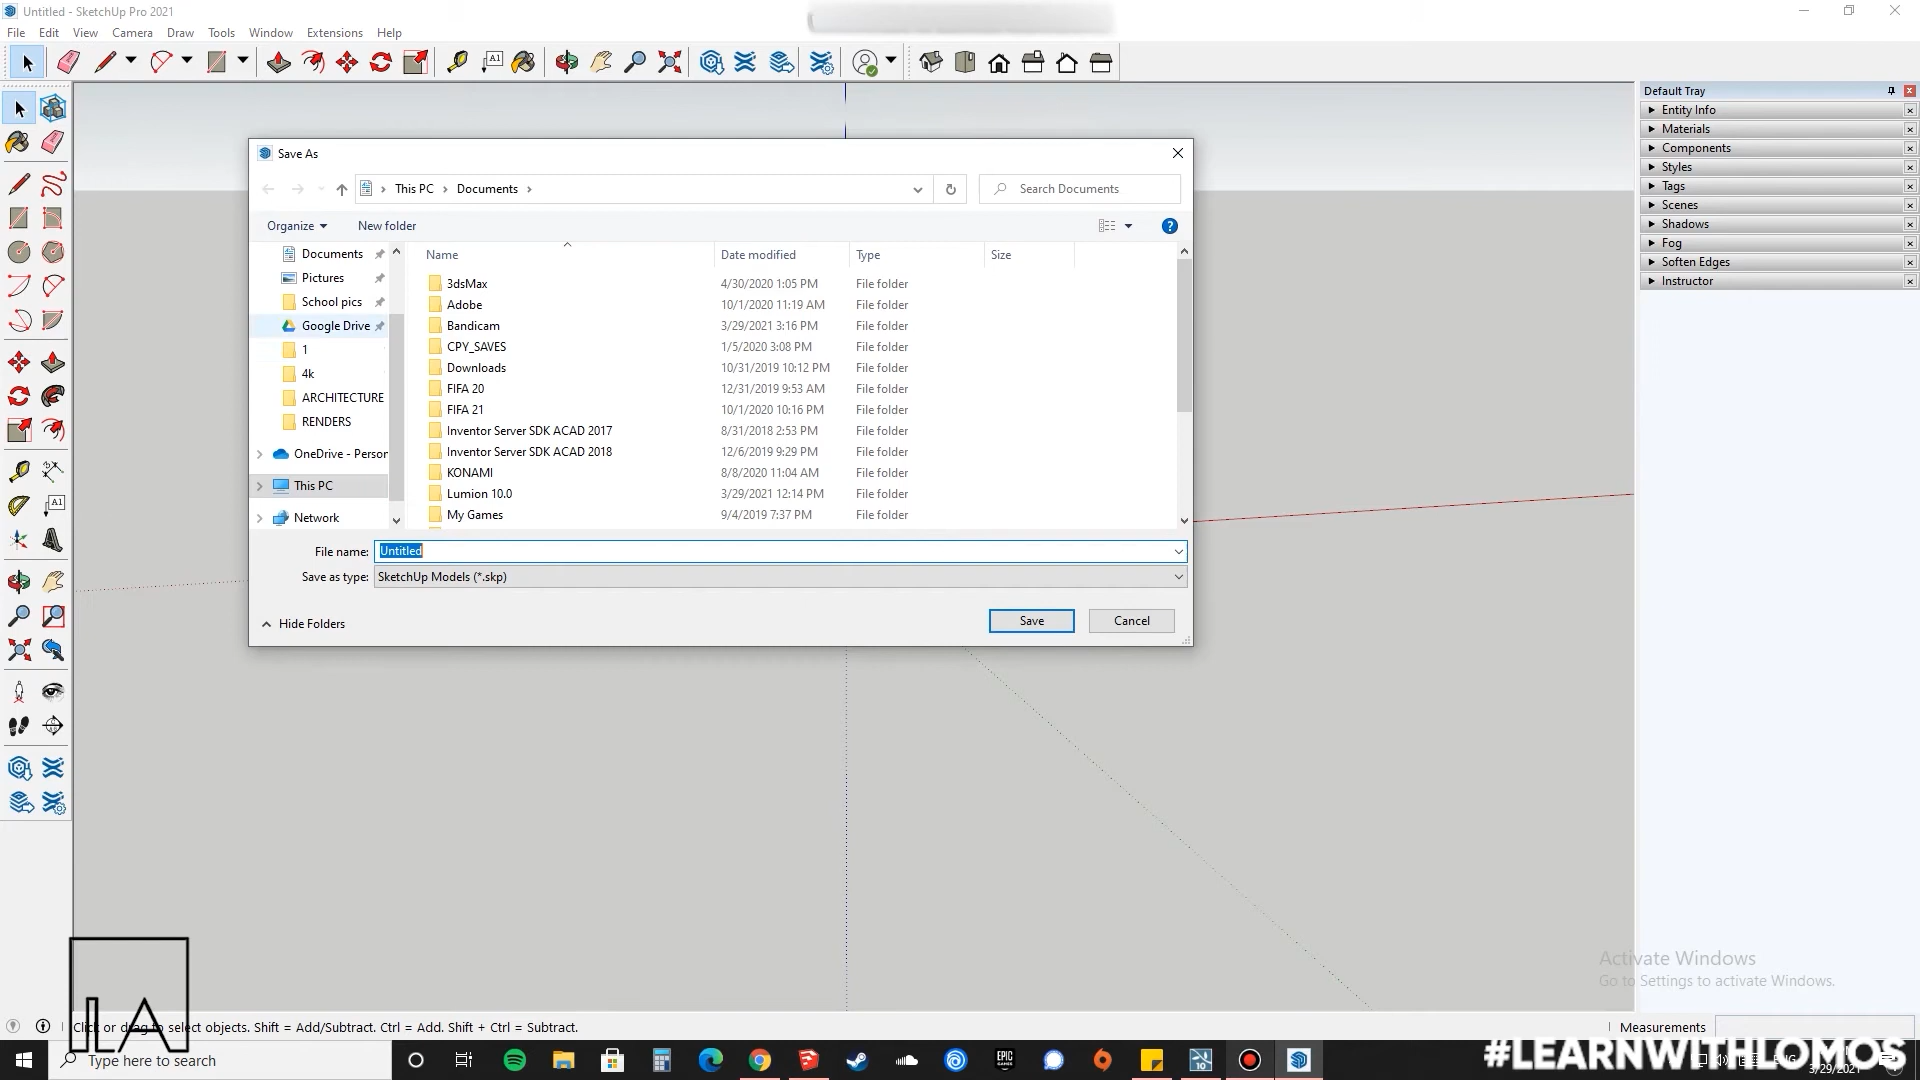 Untitled - SketchUp Pro 2021
File Edit View Camera Draw Tools Window Extensions Help
Default Tray
Entity Info
Materials
Components
Styles
Tags
Scenes
Shadows
Fog
Soften Edges
Instructor
Save As
This PC Documents
Search Documents
Organize New folder
Documents
Pictures
School pics
Google Drive
1
4k
ARCHITECTURE
RENDERS
OneDrive - Person
This PC
Network
Name Date modified Type Size
3dsMax 4/30/2020 1:05 PM File folder
Adobe 10/1/2020 11:19 AM File folder
Bandicam 3/29/2021 3:16 PM File folder
CPY_SAVES 1/5/2020 3:08 PM File folder
Downloads 10/31/2019 10:12 PM File folder
FIFA 20 12/31/2019 9:53 AM File folder
FIFA 21 10/1/2020 10:16 PM File folder
Inventor Server SDK ACAD 2017 8/31/2018 2:53 PM File folder
Inventor Server SDK ACAD 2018 12/6/2019 9:29 PM File folder
KONAMI 8/8/2020 11:04 AM File folder
Lumion 10.0 3/29/2021 12:14 PM File folder
My Games 9/4/2019 7:37 PM File folder
File name: Untitled
Save as type: SketchUp Models (*.skp)
Hide Folders
Save Cancel
Activate Windows
Go to Settings to activate Windows.
LA
Click or drag to select objects. Shift = Add/Subtract. Ctrl = Add. Shift + Ctrl = Subtract.
Measurements
Type here to search
#LEARNWITHLOMOS
3/29/2021